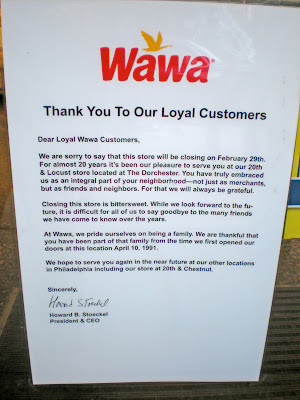 Wawa
Thank You To Our Loyal Customers
Dear Loyal Wawa Customers,
We are sorry to say that this store will be closing on February 29th.
For almost 20 years it's been our pleasure to serve you at our 20th
& Locust store located at The Dorchester. You have truly embraced
us as an integral part of your neighborhood—not just as merchants,
but as friends and neighbors. For that we will always be grateful.
Closing this store is bittersweet. While we look forward to the fu-
ture, it is difficult for all of us to say goodbye to the many friends
we have come to know over the years.
At Wawa, we pride ourselves on being a family. We are thankful that
you have been part of that family from the time we first opened our
doors at this location April 10, 1991.
We hope to serve you again in the near future at our other locations
in Philadelphia including our store at 20th & Chestnut.
Sincerely,
Howard Stoeckel
Howard B. Stoeckel
President & CEO